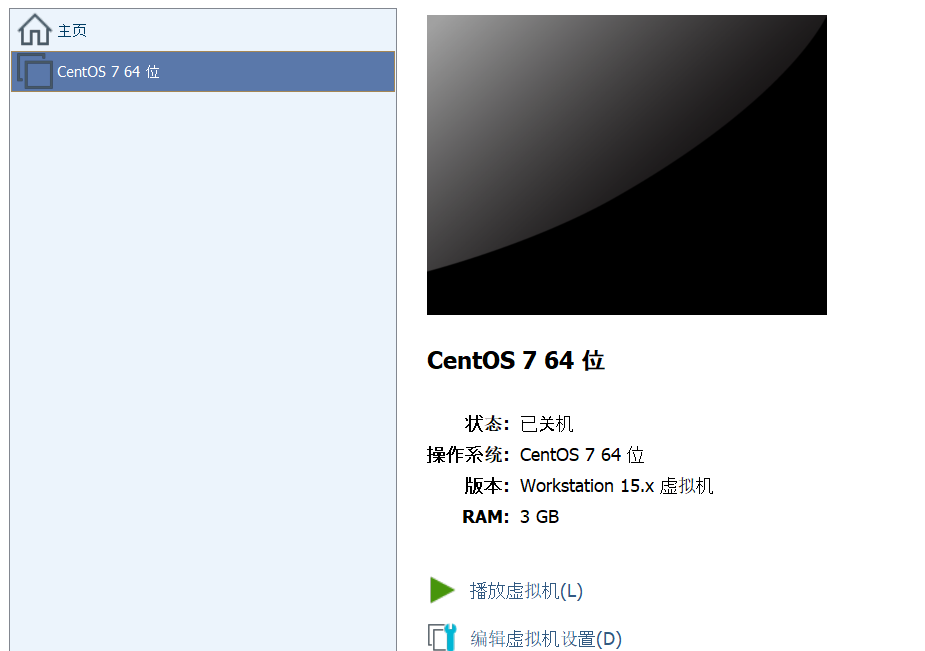 主页
CentOS 7 64 位
CentOS 7 64 位
状态: 已关机
操作系统: CentOS 7 64 位
版本: Workstation 15.x 虚拟机
RAM: 3 GB
播放虚拟机(L)
编辑虚拟机设置(D)